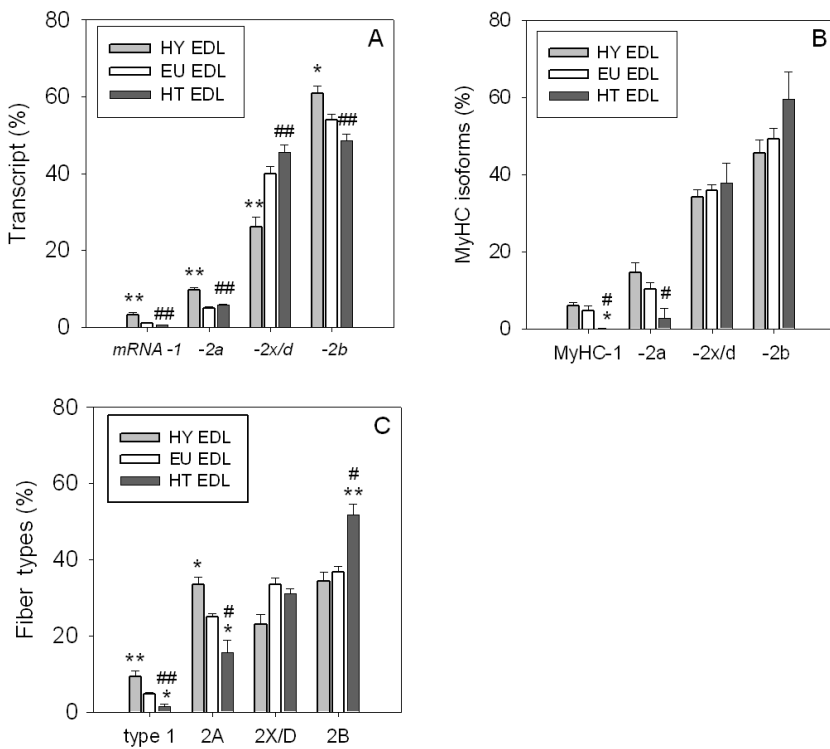 A
HY EDL
EU EDL
HT EDL
Transcript (%)
80
60
40
20
0
** ## ** ## ** ## * ##
mRNA -1 -2a -2x/d -2b
B
HY EDL
EU EDL
HT EDL
MyHC isoforms (%)
80
60
40
20
0
# #
*
MyHC-1 -2a -2x/d -2b
C
HY EDL
EU EDL
HT EDL
Fiber types (%)
80
60
40
20
0
#
**
*
#
*
** ##
*
type 1 2A 2X/D 2B